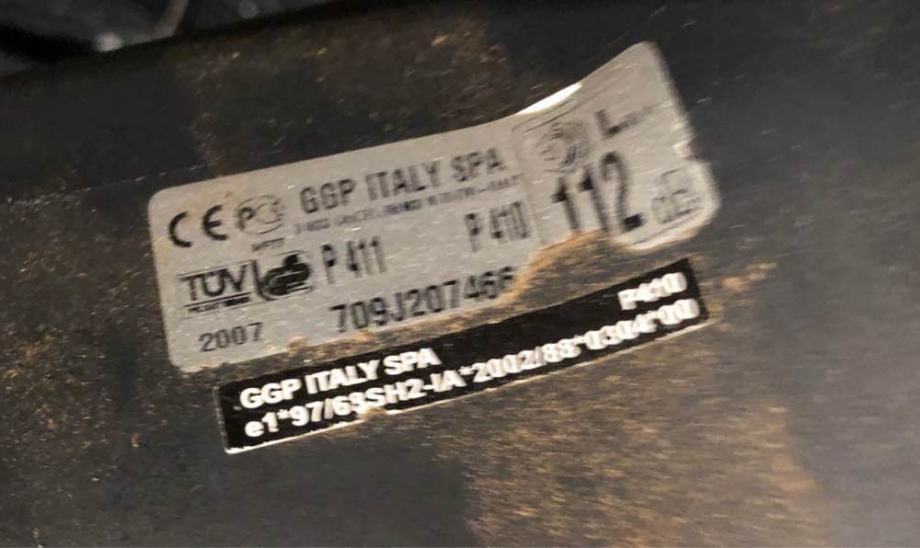 CE
GGP ITALY SPA
P 411 P 410
TÜV
2007 709J207466
112 dB
P410
GGP ITALY SPA
e1*97/63SH2-IA*2002/88*0304*00